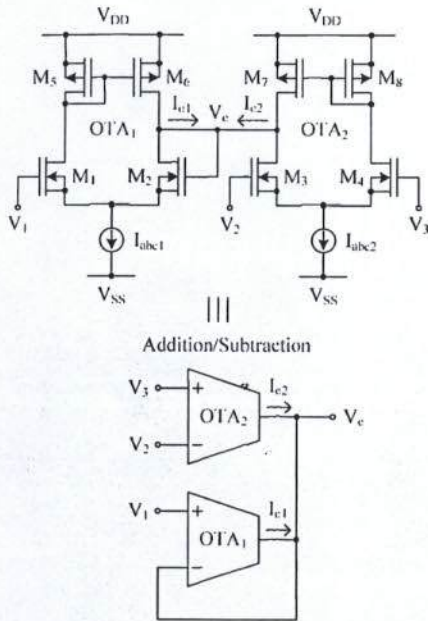 V_DD V_DD
M_5 M_6 M_7 M_8
I_c1 V_c I_c2
OTA_1 OTA_2
M_1 M_2 M_3 M_4
V_1 V_2 V_3
I_abc1 I_abc2
V_SS V_SS
Addition/Subtraction
V_3 + I_c2
OTA_2 V_c
V_2 −
V_1 + I_c1
OTA_1
−